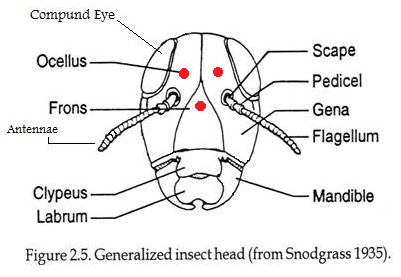 Compund Eye
Ocellus
Frons
Antennae
Clypeus
Labrum
Scape
Pedicel
Gena
Flagellum
Mandible
Figure 2.5. Generalized insect head (from Snodgrass 1935).